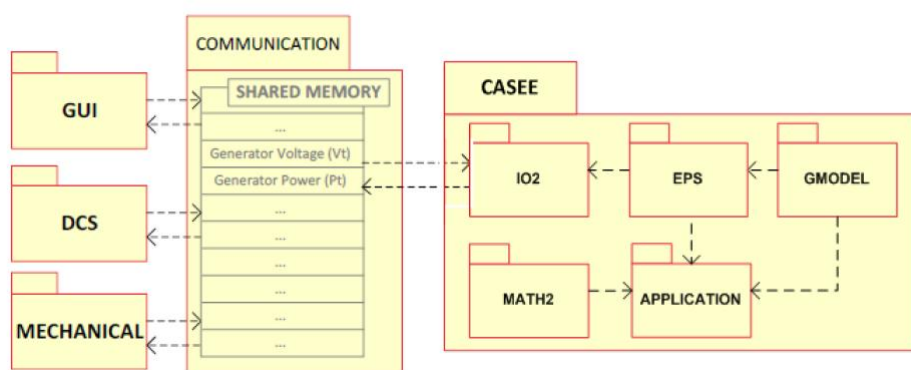 COMMUNICATION
SHARED MEMORY
...
Generator Voltage (Vt)
Generator Power (Pt)
...
...
...
...
GUI
DCS
MECHANICAL
CASEE
IO2
EPS
GMODEL
MATH2
APPLICATION